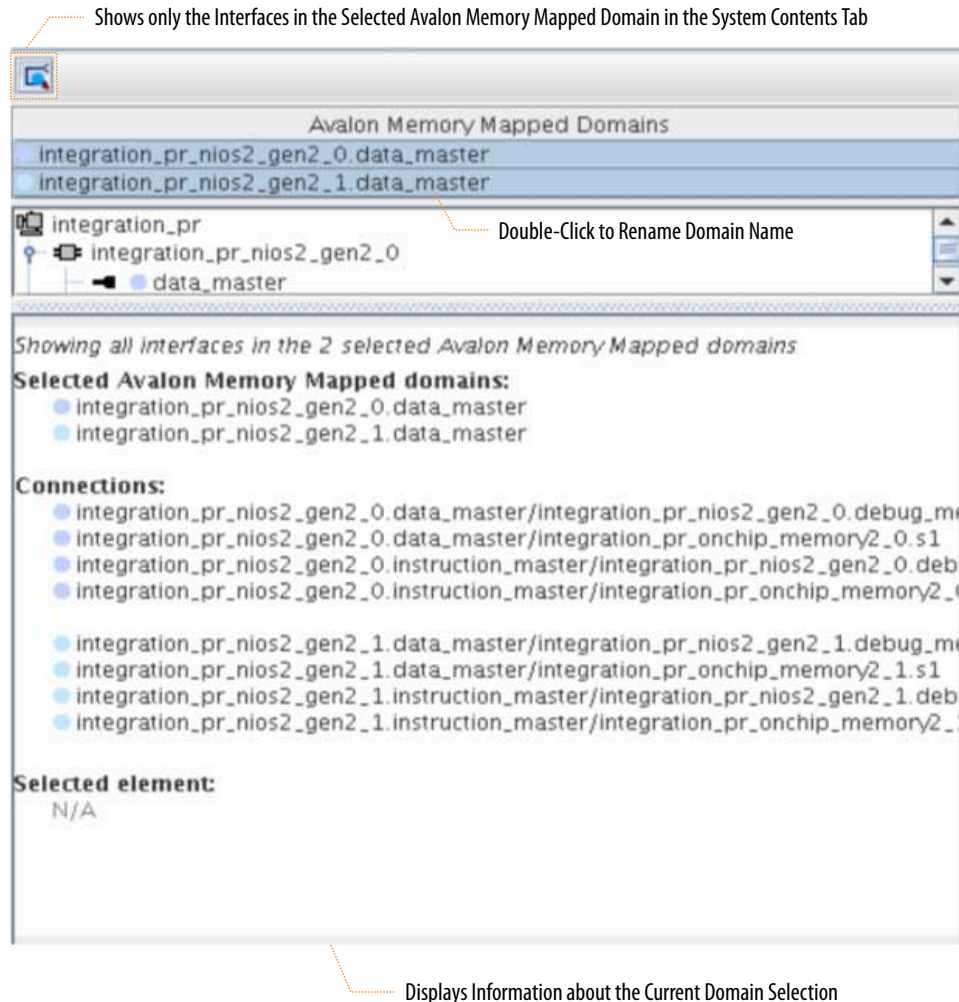 Shows only the Interfaces in the Selected Avalon Memory Mapped Domain in the System Contents Tab
Avalon Memory Mapped Domains
integration_pr_nios2_gen2_0.data_master
integration_pr_nios2_gen2_1.data_master
Double-Click to Rename Domain Name
integration_pr
integration_pr_nios2_gen2_0
data_master
Showing all interfaces in the 2 selected Avalon Memory Mapped domains
Selected Avalon Memory Mapped domains:
integration_pr_nios2_gen2_0.data_master
integration_pr_nios2_gen2_1.data_master
Connections:
integration_pr_nios2_gen2_0.data_master/integration_pr_nios2_gen2_0.debug_me
integration_pr_nios2_gen2_0.data_master/integration_pr_onchip_memory2_0.s1
integration_pr_nios2_gen2_0.instruction_master/integration_pr_nios2_gen2_0.deb
integration_pr_nios2_gen2_0.instruction_master/integration_pr_onchip_memory2_0
integration_pr_nios2_gen2_1.data_master/integration_pr_nios2_gen2_1.debug_me
integration_pr_nios2_gen2_1.data_master/integration_pr_onchip_memory2_1.s1
integration_pr_nios2_gen2_1.instruction_master/integration_pr_nios2_gen2_1.deb
integration_pr_nios2_gen2_1.instruction_master/integration_pr_onchip_memory2_
Selected element:
N/A
Displays Information about the Current Domain Selection